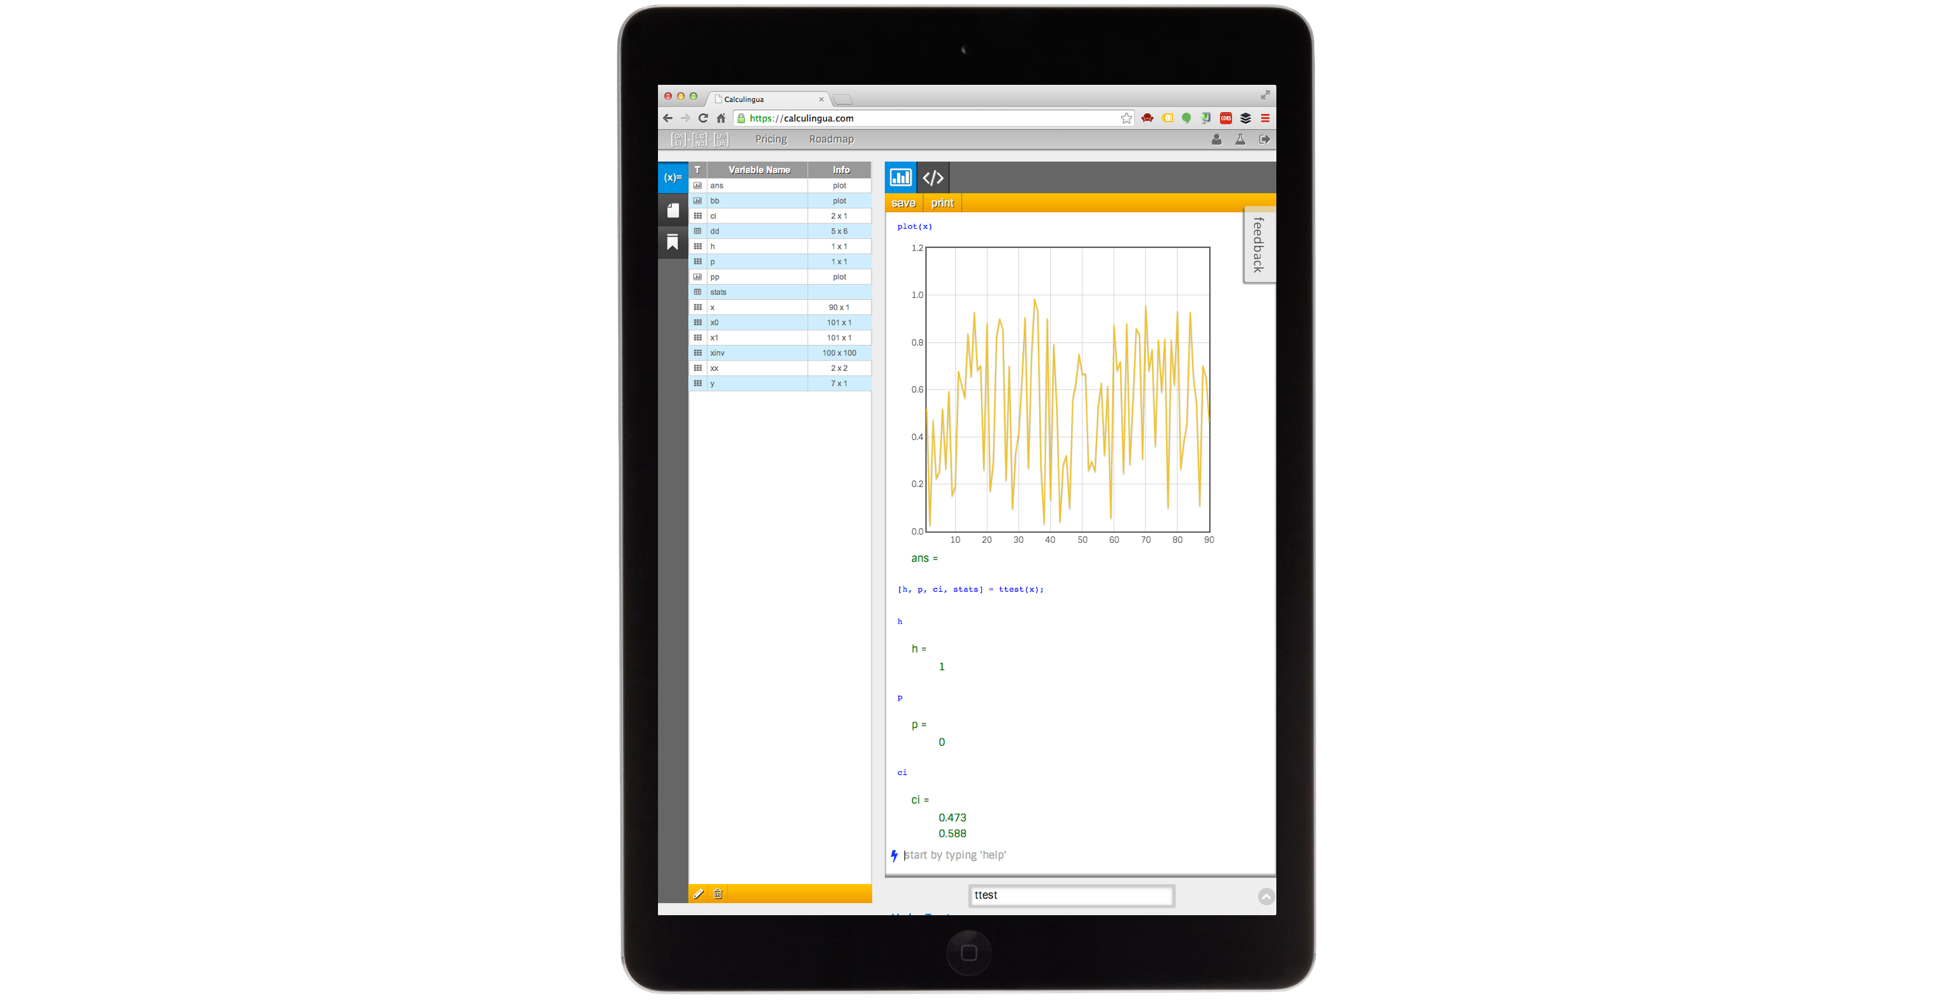 Calculingua
https://calculingua.com
Pricing Roadmap
(x)=
T Variable Name Info
ans plot
bb plot
ci 2 x 1
dd 5 x 6
h 1 x 1
p 1 x 1
pp plot
stats
x 90 x 1
x0 101 x 1
x1 101 x 1
xinv 100 x 100
xx 2 x 2
y 7 x 1
</>
save print
feedback
plot(x)
1.2
1.0
0.8
0.6
0.4
0.2
0.0
10 20 30 40 50 60 70 80 90
ans =
[h, p, ci, stats] = ttest(x);
h
h =
1
p
p =
0
ci
ci =
0.473
0.588
start by typing 'help'
ttest